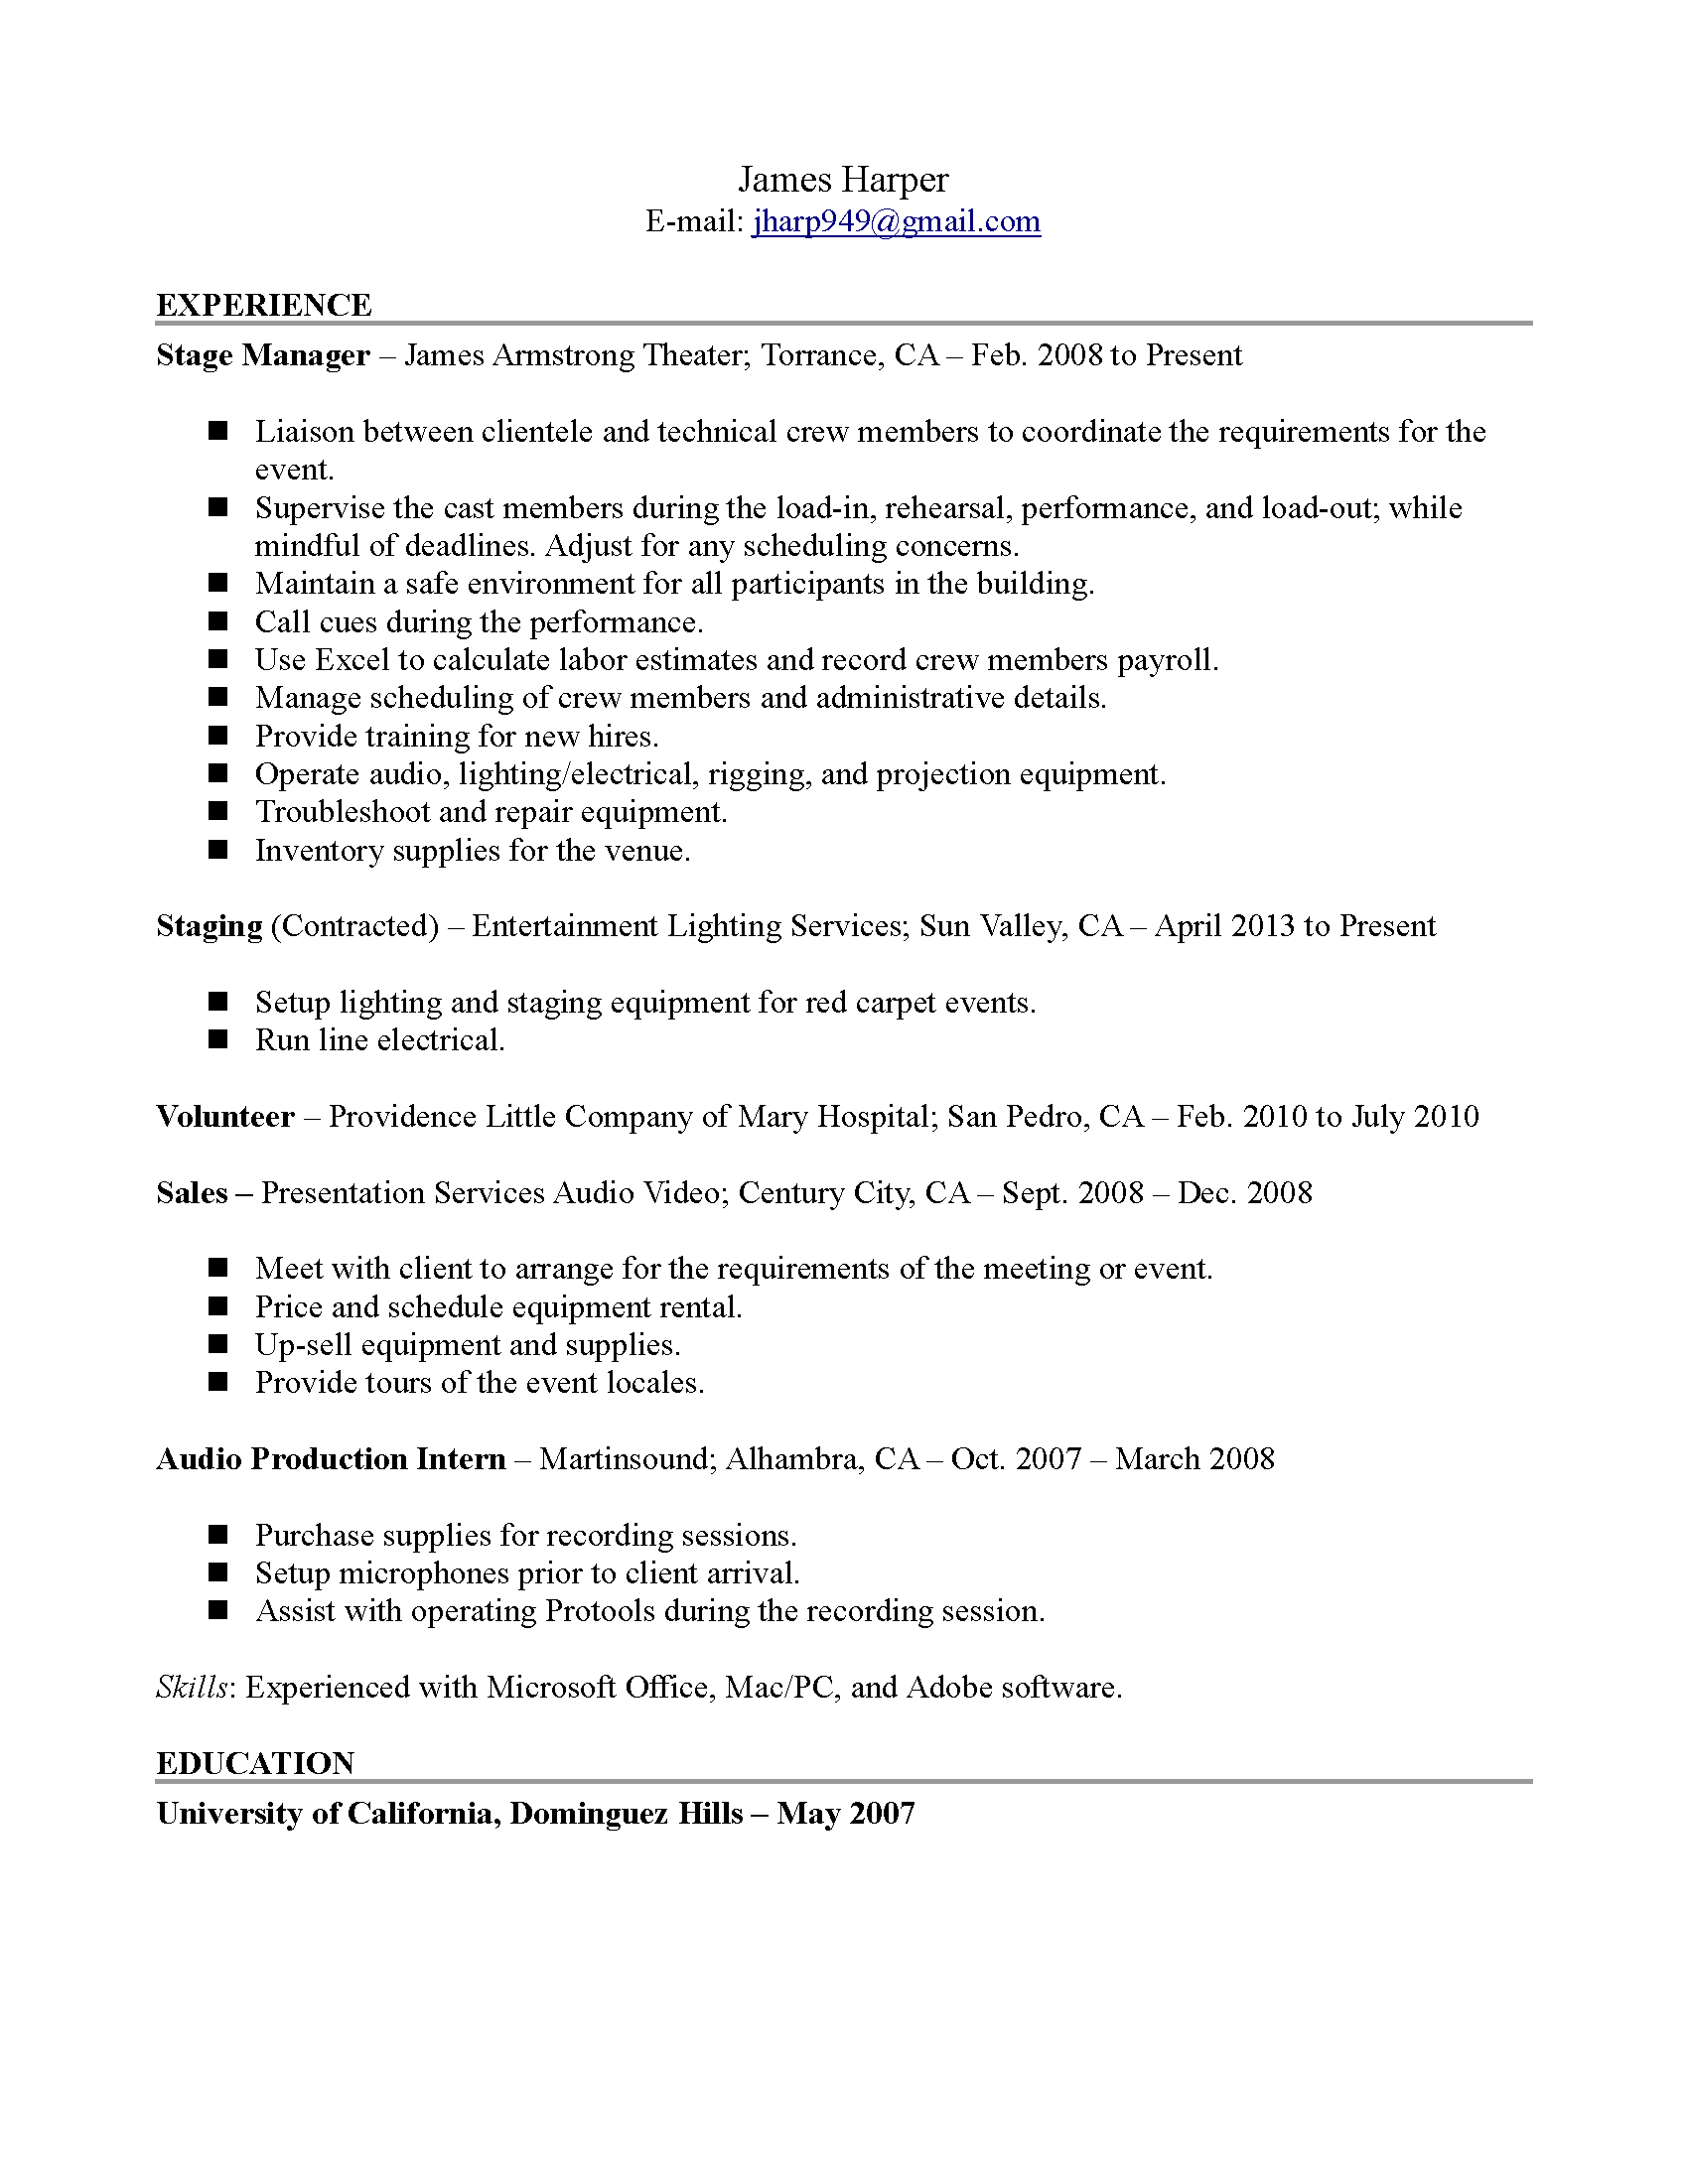 James Harper
E-mail: jharp949@gmail.com
EXPERIENCE
Stage Manager – James Armstrong Theater; Torrance, CA – Feb. 2008 to Present
■ Liaison between clientele and technical crew members to coordinate the requirements for the
event.
■ Supervise the cast members during the load-in, rehearsal, performance, and load-out; while
mindful of deadlines. Adjust for any scheduling concerns.
■ Maintain a safe environment for all participants in the building.
■ Call cues during the performance.
■ Use Excel to calculate labor estimates and record crew members payroll.
■ Manage scheduling of crew members and administrative details.
■ Provide training for new hires.
■ Operate audio, lighting/electrical, rigging, and projection equipment.
■ Troubleshoot and repair equipment.
■ Inventory supplies for the venue.
Staging (Contracted) – Entertainment Lighting Services; Sun Valley, CA – April 2013 to Present
■ Setup lighting and staging equipment for red carpet events.
■ Run line electrical.
Volunteer – Providence Little Company of Mary Hospital; San Pedro, CA – Feb. 2010 to July 2010
Sales – Presentation Services Audio Video; Century City, CA – Sept. 2008 – Dec. 2008
■ Meet with client to arrange for the requirements of the meeting or event.
■ Price and schedule equipment rental.
■ Up-sell equipment and supplies.
■ Provide tours of the event locales.
Audio Production Intern – Martinsound; Alhambra, CA – Oct. 2007 – March 2008
■ Purchase supplies for recording sessions.
■ Setup microphones prior to client arrival.
■ Assist with operating Protools during the recording session.
Skills: Experienced with Microsoft Office, Mac/PC, and Adobe software.
EDUCATION
University of California, Dominguez Hills – May 2007